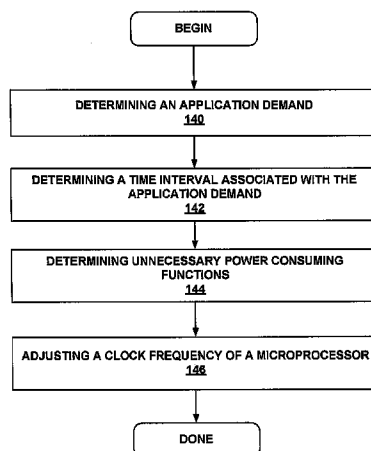 BEGIN
DETERMINING AN APPLICATION DEMAND
140
DETERMINING A TIME INTERVAL ASSOCIATED WITH THE
APPLICATION DEMAND
142
DETERMINING UNNECESSARY POWER CONSUMING
FUNCTIONS
144
ADJUSTING A CLOCK FREQUENCY OF A MICROPROCESSOR
146
DONE